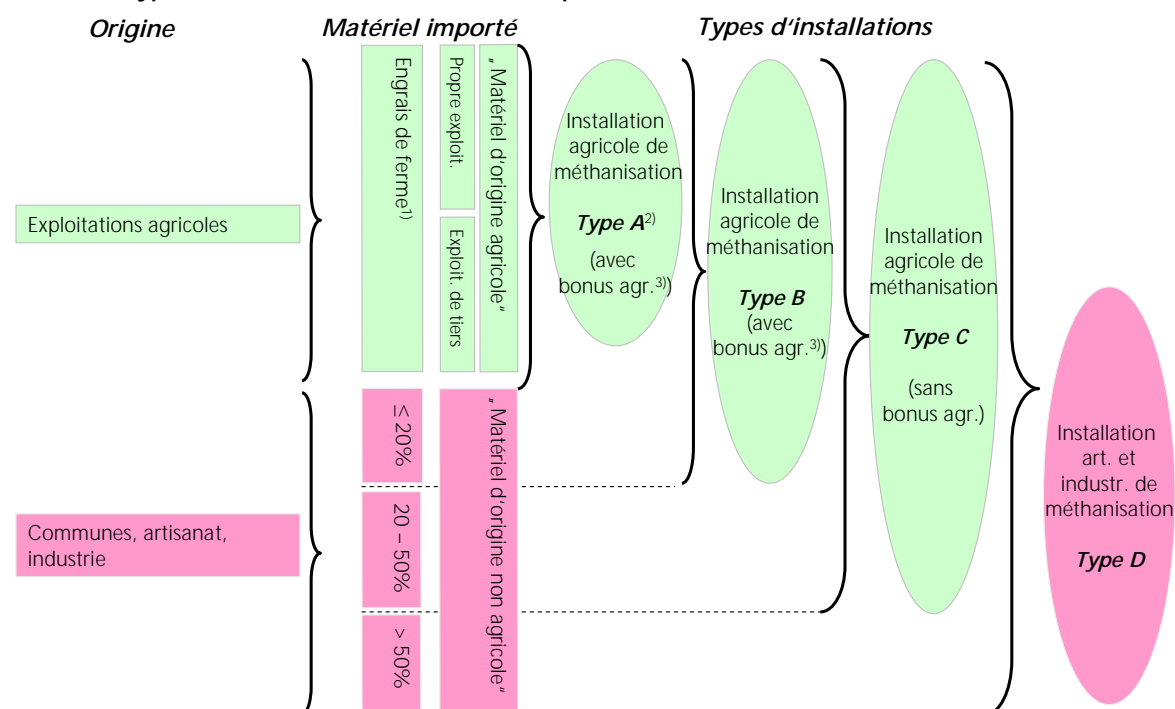 Origine
Matériel importé
Types d'installations
Exploitations agricoles
Engrais de ferme1)
Propre exploit.
Exploit. de tiers
„ Matériel d'origine agricole“
Installation
agricole de
méthanisation
Type A2)
(avec
bonus agr.3))
Installation
agricole de
méthanisation
Type B
(avec
bonus agr.3))
Installation
agricole de
méthanisation
Type C
(sans
bonus agr.)
Communes, artisanat,
industrie
≤ 20%
20 – 50%
> 50%
„ Matériel d'origine non agricole“
Installation
art. et
industr. de
méthanisation
Type D